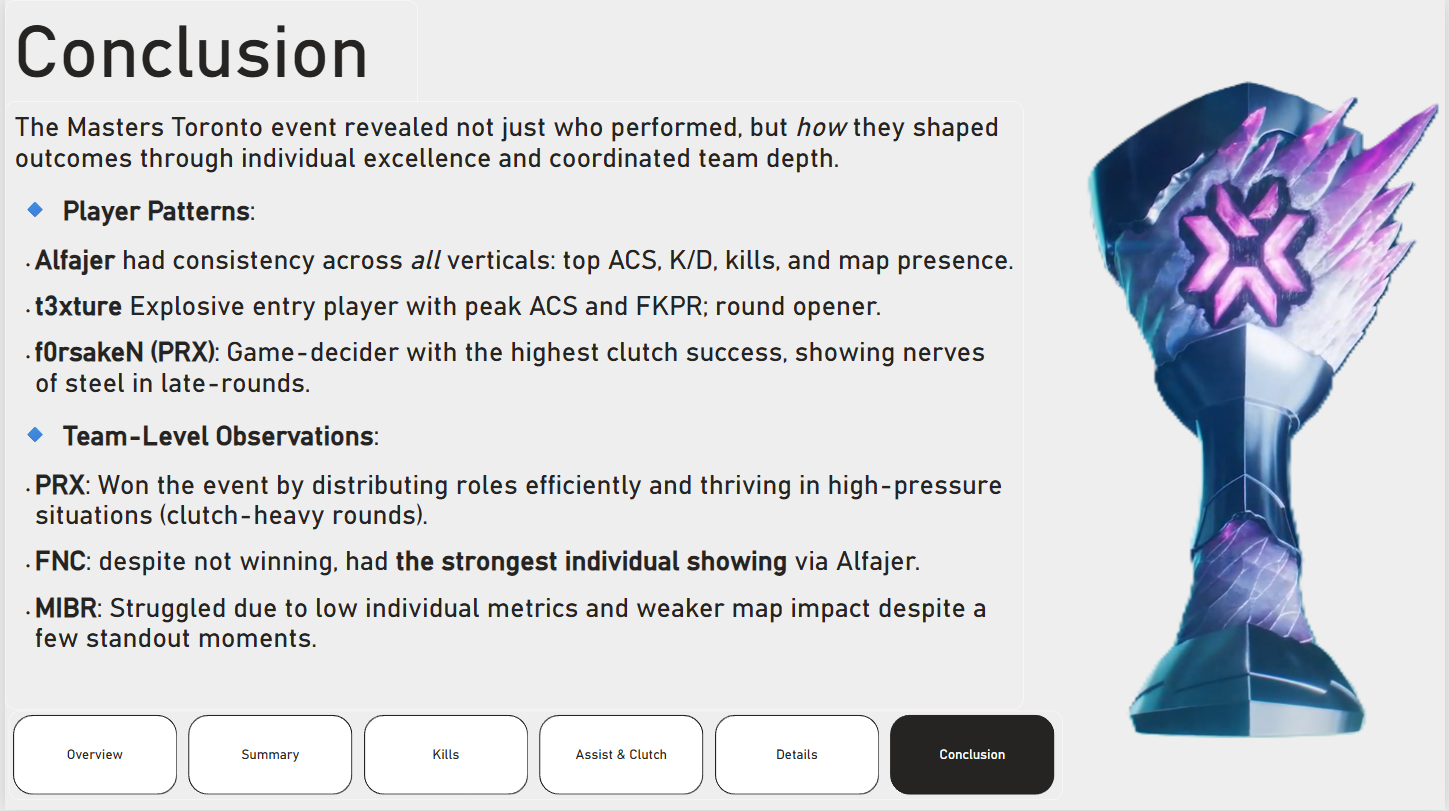 Conclusion
The Masters Toronto event revealed not just who performed, but how they shaped
outcomes through individual excellence and coordinated team depth.
🔹 Player Patterns:
· Alfajer had consistency across all verticals: top ACS, K/D, kills, and map presence.
· t3xture Explosive entry player with peak ACS and FKPR; round opener.
· f0rsakeN (PRX): Game-decider with the highest clutch success, showing nerves
of steel in late-rounds.
🔹 Team-Level Observations:
· PRX: Won the event by distributing roles efficiently and thriving in high-pressure
situations (clutch-heavy rounds).
· FNC: despite not winning, had the strongest individual showing via Alfajer.
· MIBR: Struggled due to low individual metrics and weaker map impact despite a
few standout moments.
Overview
Summary
Kills
Assist & Clutch
Details
Conclusion